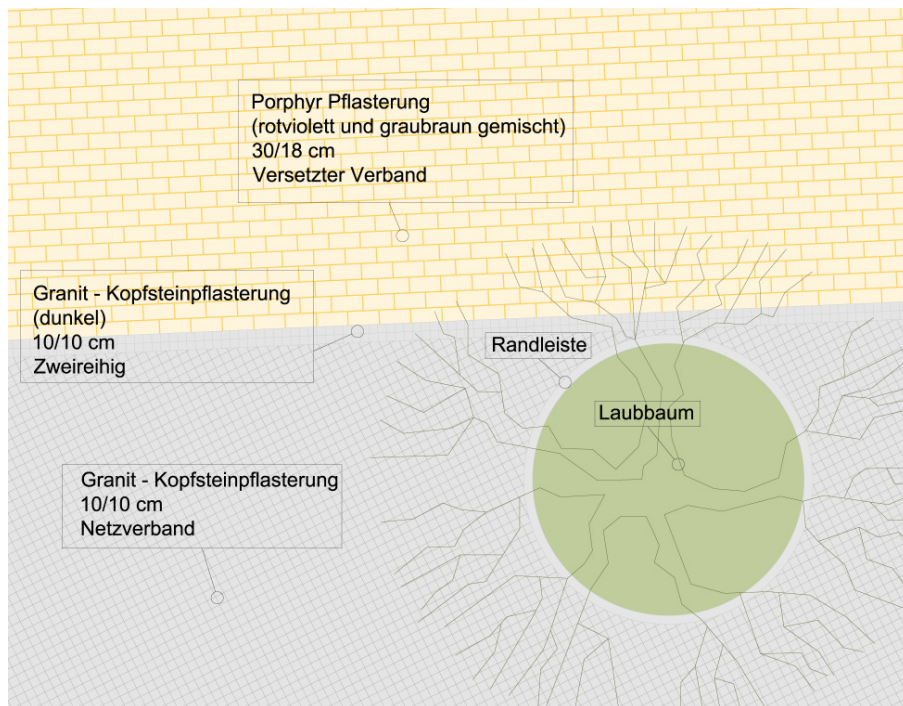 Porphyr Pflasterung
(rotviolett und graubraun gemischt)
30/18 cm
Versetzter Verband
Granit - Kopfsteinpflasterung
(dunkel)
10/10 cm
Zweireihig
Randleiste
Laubbaum
Granit - Kopfsteinpflasterung
10/10 cm
Netzverband